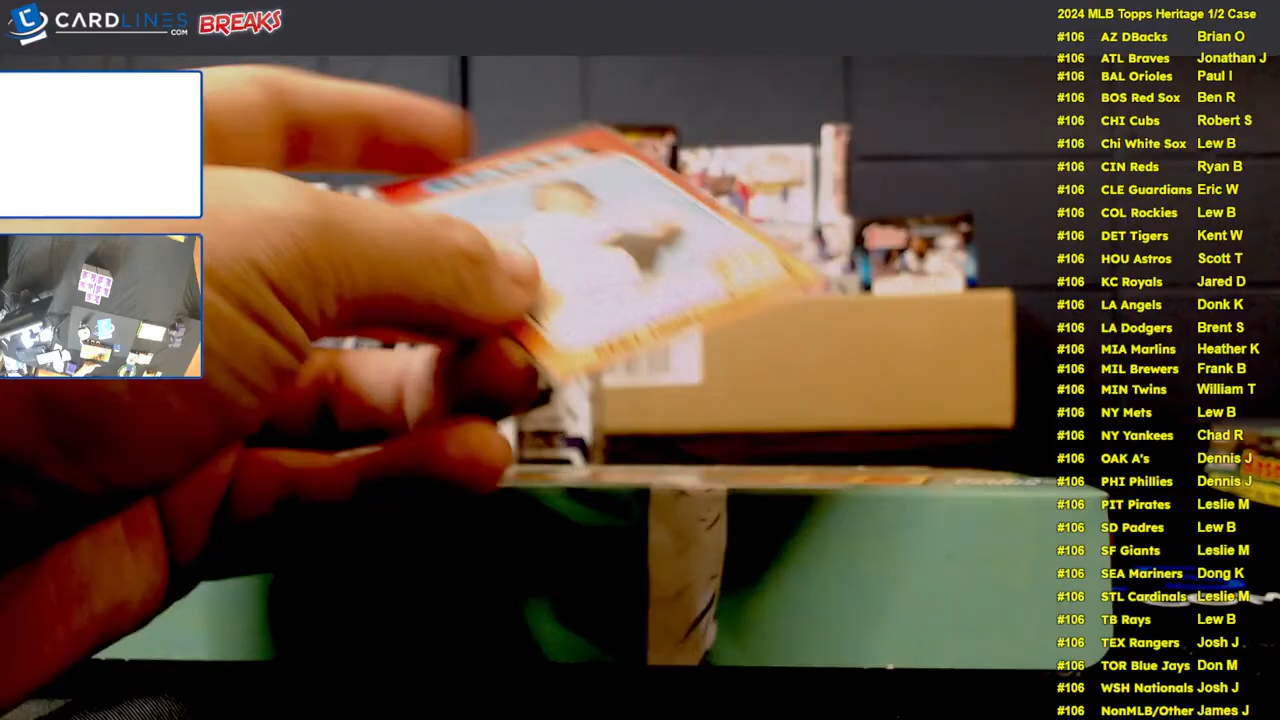 CARDLINES
.COM
BREAKS
2024 MLB Topps Heritage 1/2 Case
#106 AZ DBacks Brian O
#106 ATL Braves Jonathan J
#106 BAL Orioles Paul I
#106 BOS Red Sox Ben R
#106 CHI Cubs Robert S
#106 Chi White Sox Lew B
#106 CIN Reds Ryan B
#106 CLE Guardians Eric W
#106 COL Rockies Lew B
#106 DET Tigers Kent W
#106 HOU Astros Scott T
#106 KC Royals Jared D
#106 LA Angels Donk K
#106 LA Dodgers Brent S
#106 MIA Marlins Heather K
#106 MIL Brewers Frank B
#106 MIN Twins William T
#106 NY Mets Lew B
#106 NY Yankees Chad R
#106 OAK A's Dennis J
#106 PHI Phillies Dennis J
#106 PIT Pirates Leslie M
#106 SD Padres Lew B
#106 SF Giants Leslie M
#106 SEA Mariners Dong K
#106 STL Cardinals Leslie M
#106 TB Rays Lew B
#106 TEX Rangers Josh J
#106 TOR Blue Jays Don M
#106 WSH Nationals Josh J
#106 NonMLB/Other James J